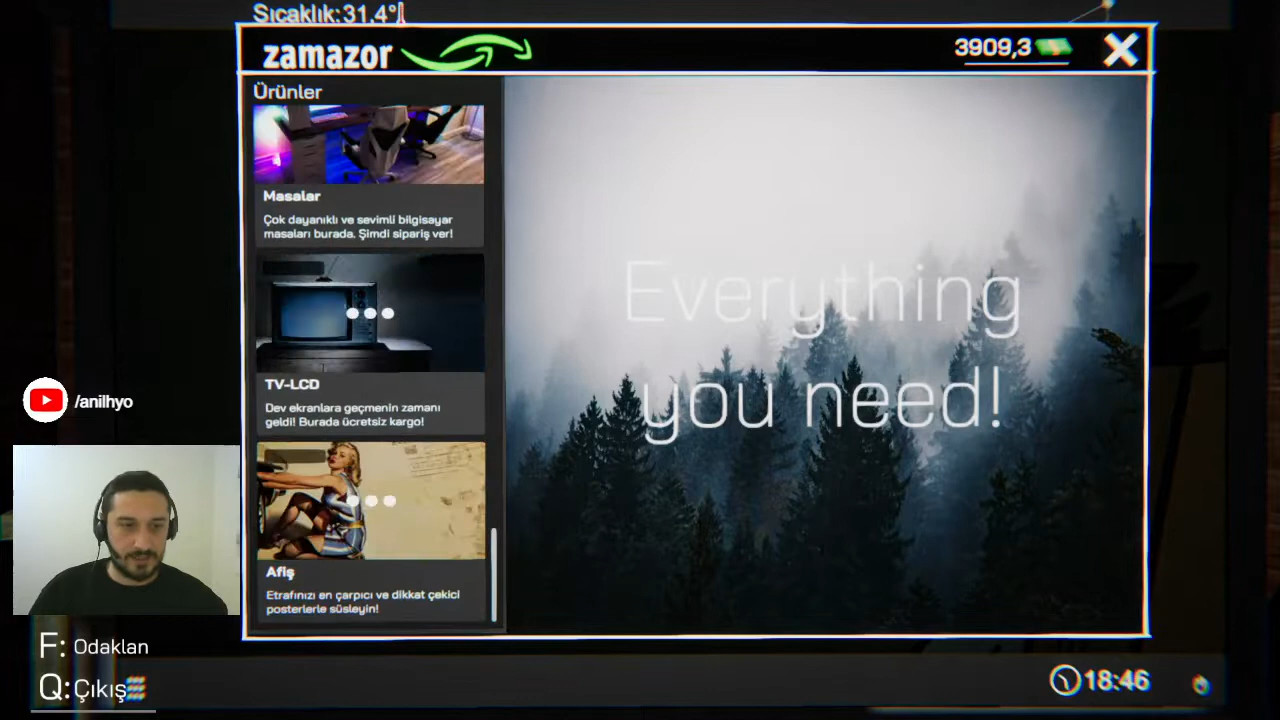 Sıcaklık:31,4°
zamazor
3909,3
Ürünler
Masalar
Çok dayanıklı ve sevimli bilgisayar
masaları burada. Şimdi sipariş ver!
TV-LCD
Dev ekranlara geçmenin zamanı
geldi! Burada ücretsiz kargo!
Afiş
Etrafınızı en çarpıcı ve dikkat çekici
posterlerle süsleyin!
Everything
you need!
/anilhyo
F: Odaklan
Q: Çıkış
18:46